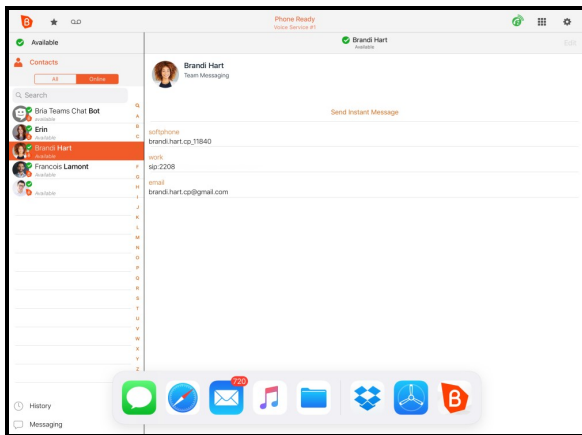 Phone Ready
Voice Service #1
Available
Brandi Hart
Available
Edit
Contacts
All
Online
Search
Bria Teams Chat Bot
Available
Erin
Available
Brandi Hart
Available
Francois Lamont
Available
Available
Q
A
B
C
F
G
H
I
J
K
L
M
N
O
P
Q
R
S
T
U
V
W
X
Y
Z
Brandi Hart
Team Messaging
Send Instant Message
softphone
brandi.hart.cp_11840
work
sip:2208
email
brandi.hart.cp@gmail.com
720
History
Messaging